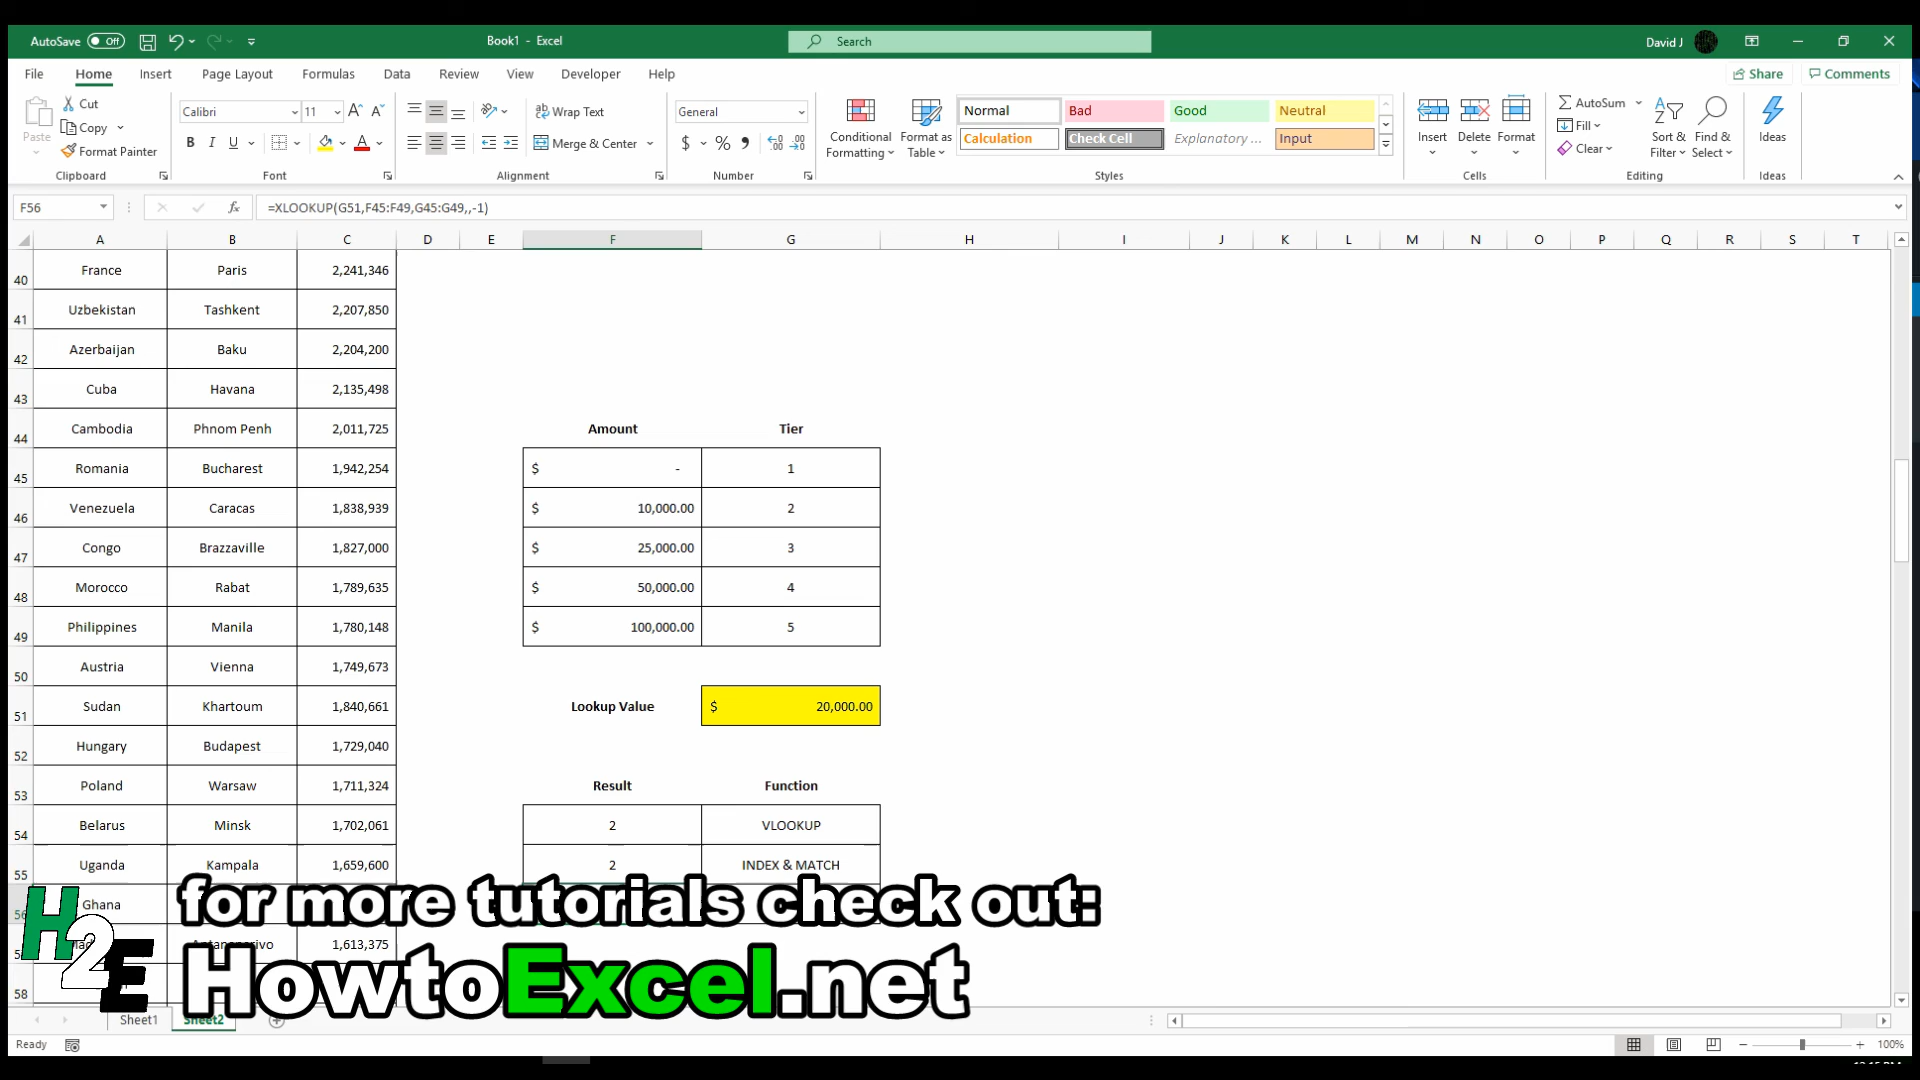 AutoSave Off Book1 - Excel Search David J
File Home Insert Page Layout Formulas Data Review View Developer Help Share Comments
Paste Cut Copy Format Painter Clipboard
Calibri 11 B I U A Font
Wrap Text Merge & Center Alignment
General $ % Number
Conditional Formatting Format as Table
Normal Bad Good Neutral
Calculation Check Cell Explanatory ... Input
Styles
Insert Delete Format Cells
AutoSum Fill Clear Sort & Filter Find & Select Editing
Ideas Ideas
F56 fx =XLOOKUP(G51,F45:F49,G45:G49,,-1)
A B C D E F G H I J K L M N O P Q R S T
40 France Paris 2,241,346
41 Uzbekistan Tashkent 2,207,850
42 Azerbaijan Baku 2,204,200
43 Cuba Havana 2,135,498
44 Cambodia Phnom Penh 2,011,725 Amount Tier
45 Romania Bucharest 1,942,254 $ - 1
46 Venezuela Caracas 1,838,939 $ 10,000.00 2
47 Congo Brazzaville 1,827,000 $ 25,000.00 3
48 Morocco Rabat 1,789,635 $ 50,000.00 4
49 Philippines Manila 1,780,148 $ 100,000.00 5
50 Austria Vienna 1,749,673
51 Sudan Khartoum 1,840,661 Lookup Value $ 20,000.00
52 Hungary Budapest 1,729,040
53 Poland Warsaw 1,711,324 Result Function
54 Belarus Minsk 1,702,061 2 VLOOKUP
55 Uganda Kampala 1,659,600 2 INDEX & MATCH
Ghana
1,613,375
58
H2E
for more tutorials check out:
HowtoExcel.net
Sheet1 Sheet2
Ready 100%